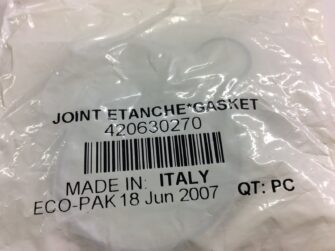 JOINT ETANCHE*GASKET
420630270
MADE IN: ITALY
ECO-PAK 18 Jun 2007 QT: PC